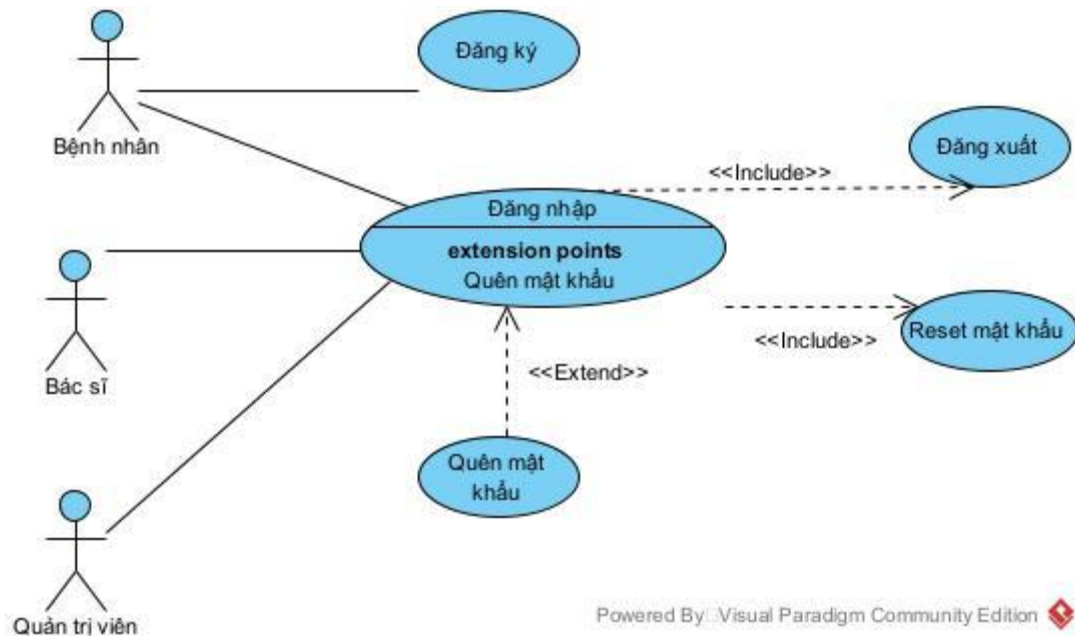 Đăng ký
Bệnh nhân
Đăng xuất
<<Include>>
Đăng nhập
extension points
Quên mật khẩu
Reset mật khẩu
<<Include>>
Bác sĩ
<<Extend>>
Quên mật
khẩu
Quản trị viên
Powered By Visual Paradigm Community Edition